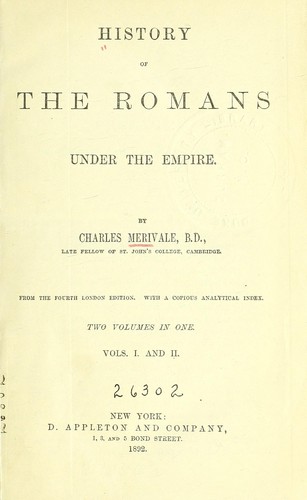 HISTORY
OF
THE ROMANS
UNDER THE EMPIRE.
BY
CHARLES MERIVALE, B.D.,
LATE FELLOW OF ST. JOHN'S COLLEGE, CAMBRIDGE.
FROM THE FOURTH LONDON EDITION. WITH A COPIOUS ANALYTICAL INDEX.
TWO VOLUMES IN ONE.
VOLS. I. AND II.
26302
NEW YORK:
D. APPLETON AND COMPANY,
1, 3, AND 5 BOND STREET.
1892.